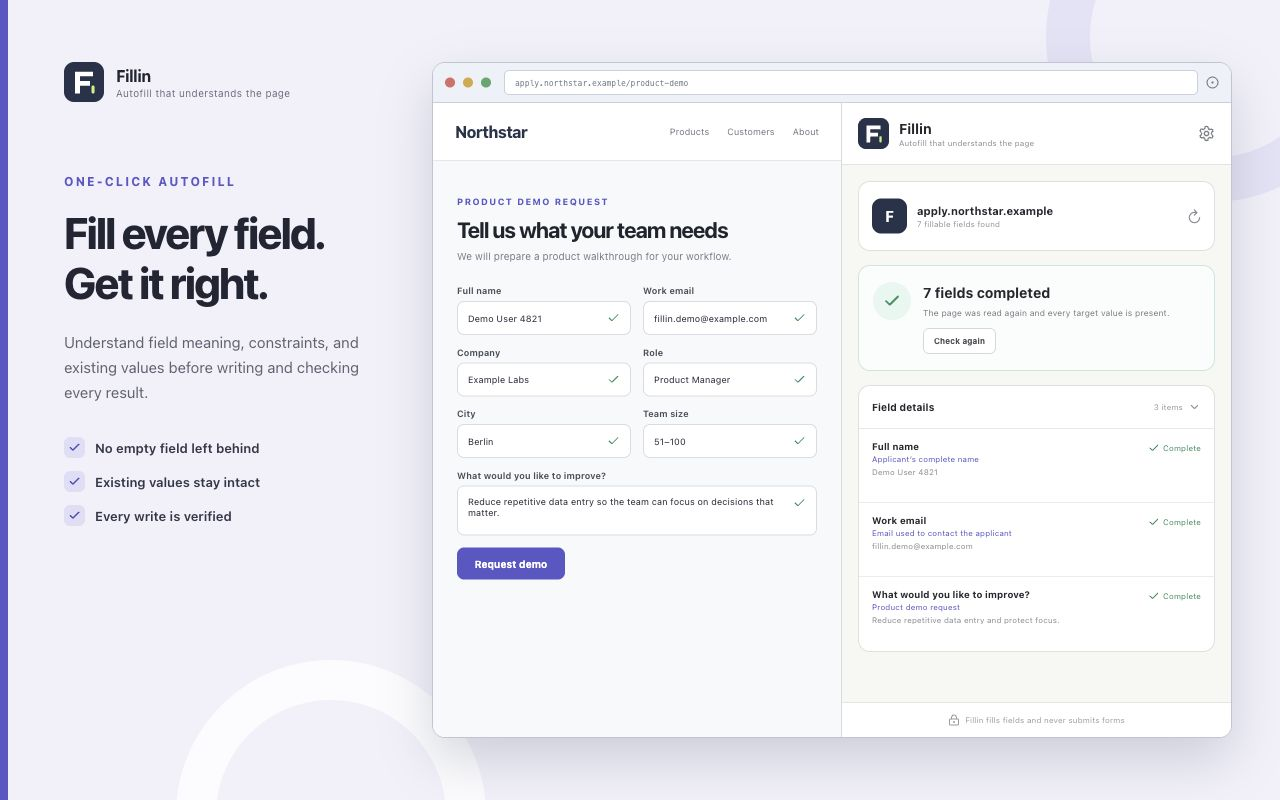 Fillin
Autofill that understands the page
ONE-CLICK AUTOFILL
Fill every field.
Get it right.
Understand field meaning, constraints, and
existing values before writing and checking
every result.
No empty field left behind
Existing values stay intact
Every write is verified
apply.northstar.example/product-demo
Northstar
Products Customers About
PRODUCT DEMO REQUEST
Tell us what your team needs
We will prepare a product walkthrough for your workflow.
Full name Work email
Demo User 4821 fillin.demo@example.com
Company Role
Example Labs Product Manager
City Team size
Berlin 51–100
What would you like to improve?
Reduce repetitive data entry so the team can focus on decisions that
matter.
Request demo
Fillin
Autofill that understands the page
F
apply.northstar.example
7 fillable fields found
7 fields completed
The page was read again and every target value is present.
Check again
Field details 3 items
Full name Complete
Applicant's complete name
Demo User 4821
Work email Complete
Email used to contact the applicant
fillin.demo@example.com
What would you like to improve? Complete
Product demo request
Reduce repetitive data entry and protect focus.
Fillin fills fields and never submits forms